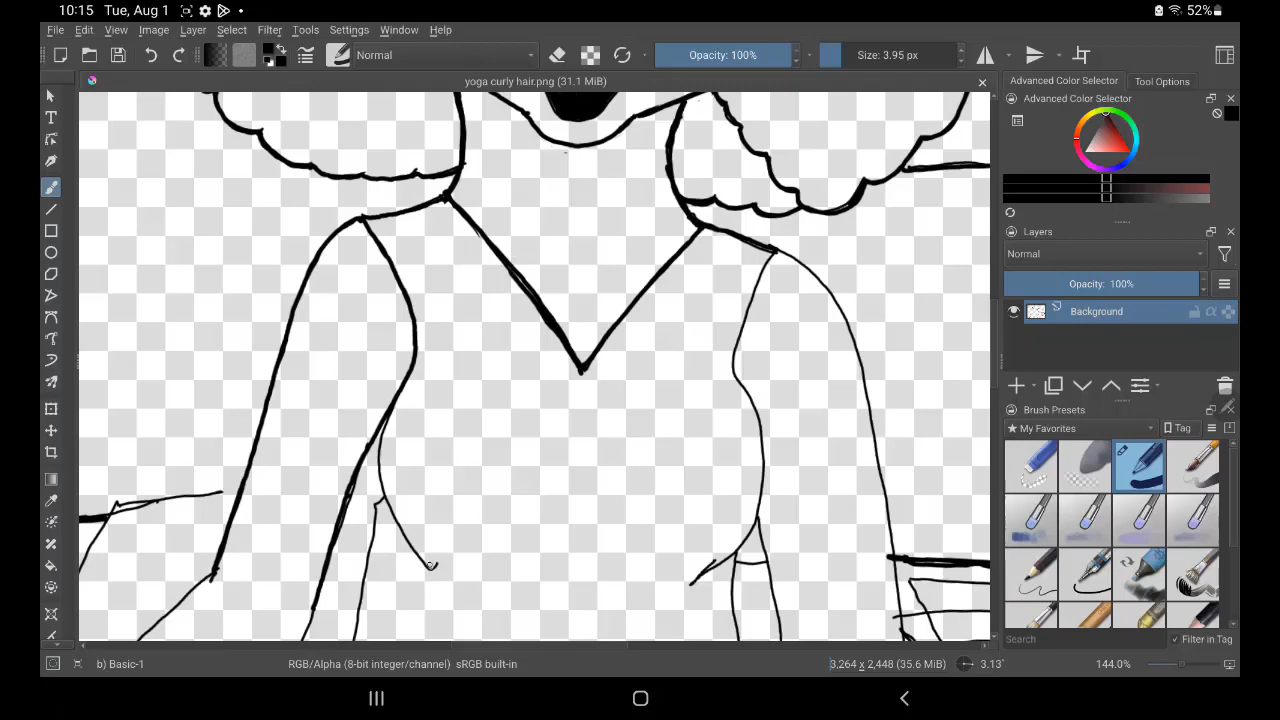 10:15 Tue, Aug 1 52%
File Edit View Image Layer Select Filter Tools Settings Window Help
Normal Opacity: 100% Size: 3.95 px
yoga curly hair.png (31.1 MiB)
Advanced Color Selector Tool Options
Advanced Color Selector
Layers
Normal
Opacity: 100%
Background
Brush Presets
★ My Favorites Tag
Search ✓ Filter in Tag
b) Basic-1 RGB/Alpha (8-bit integer/channel) sRGB built-in 3,264 x 2,448 (35.6 MiB) 3.13° 144.0%